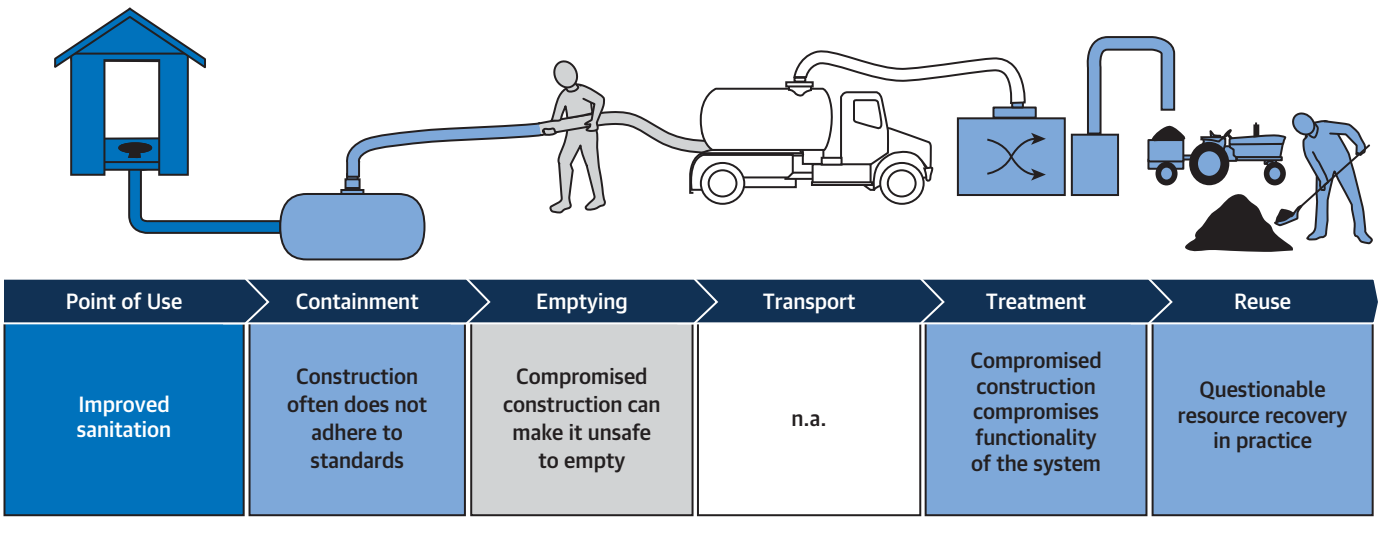 Point of Use
Containment
Emptying
Transport
Treatment
Reuse
Improved
sanitation
Construction
often does not
adhere to
standards
Compromised
construction can
make it unsafe
to empty
n.a.
Compromised
construction
compromises
functionality
of the system
Questionable
resource recovery
in practice